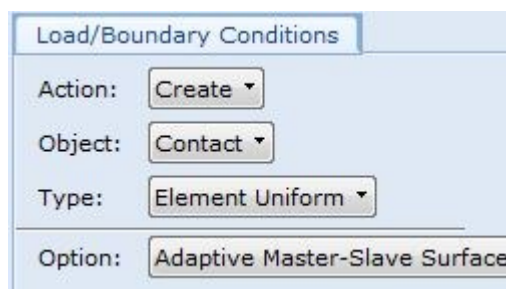 Load/Boundary Conditions
Action: Create
Object: Contact
Type: Element Uniform
Option: Adaptive Master-Slave Surface